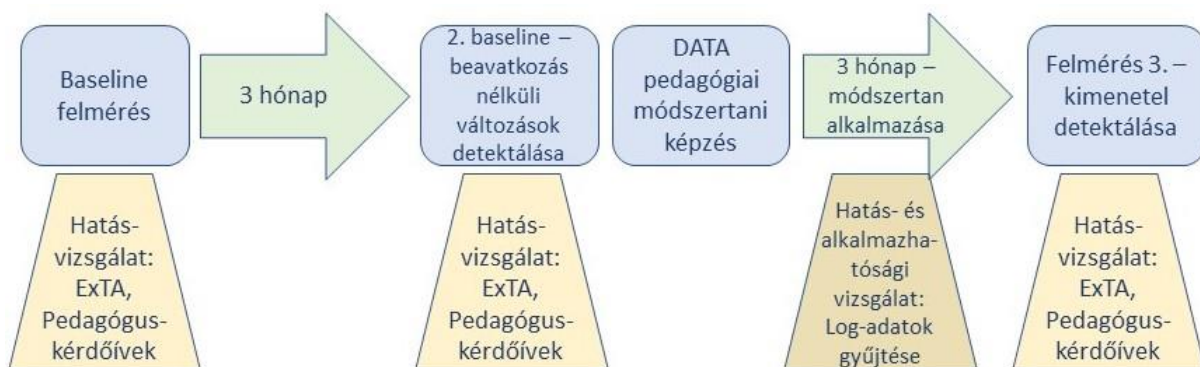 Baseline
felmérés
3 hónap
2. baseline –
beavatkozás
nélküli
változások
detektálása
DATA
pedagógiai
módszertani
képzés
3 hónap –
módszertan
alkalmazása
Felmérés 3. –
kimenetel
detektálása
Hatás-
vizsgálat:
ExTA,
Pedagógus-
kérdőívek
Hatás-
vizsgálat:
ExTA,
Pedagógus-
kérdőívek
Hatás- és
alkalmazha-
tósági
vizsgálat:
Log-adatok
gyűjtése
Hatás-
vizsgálat:
ExTA,
Pedagógus-
kérdőívek